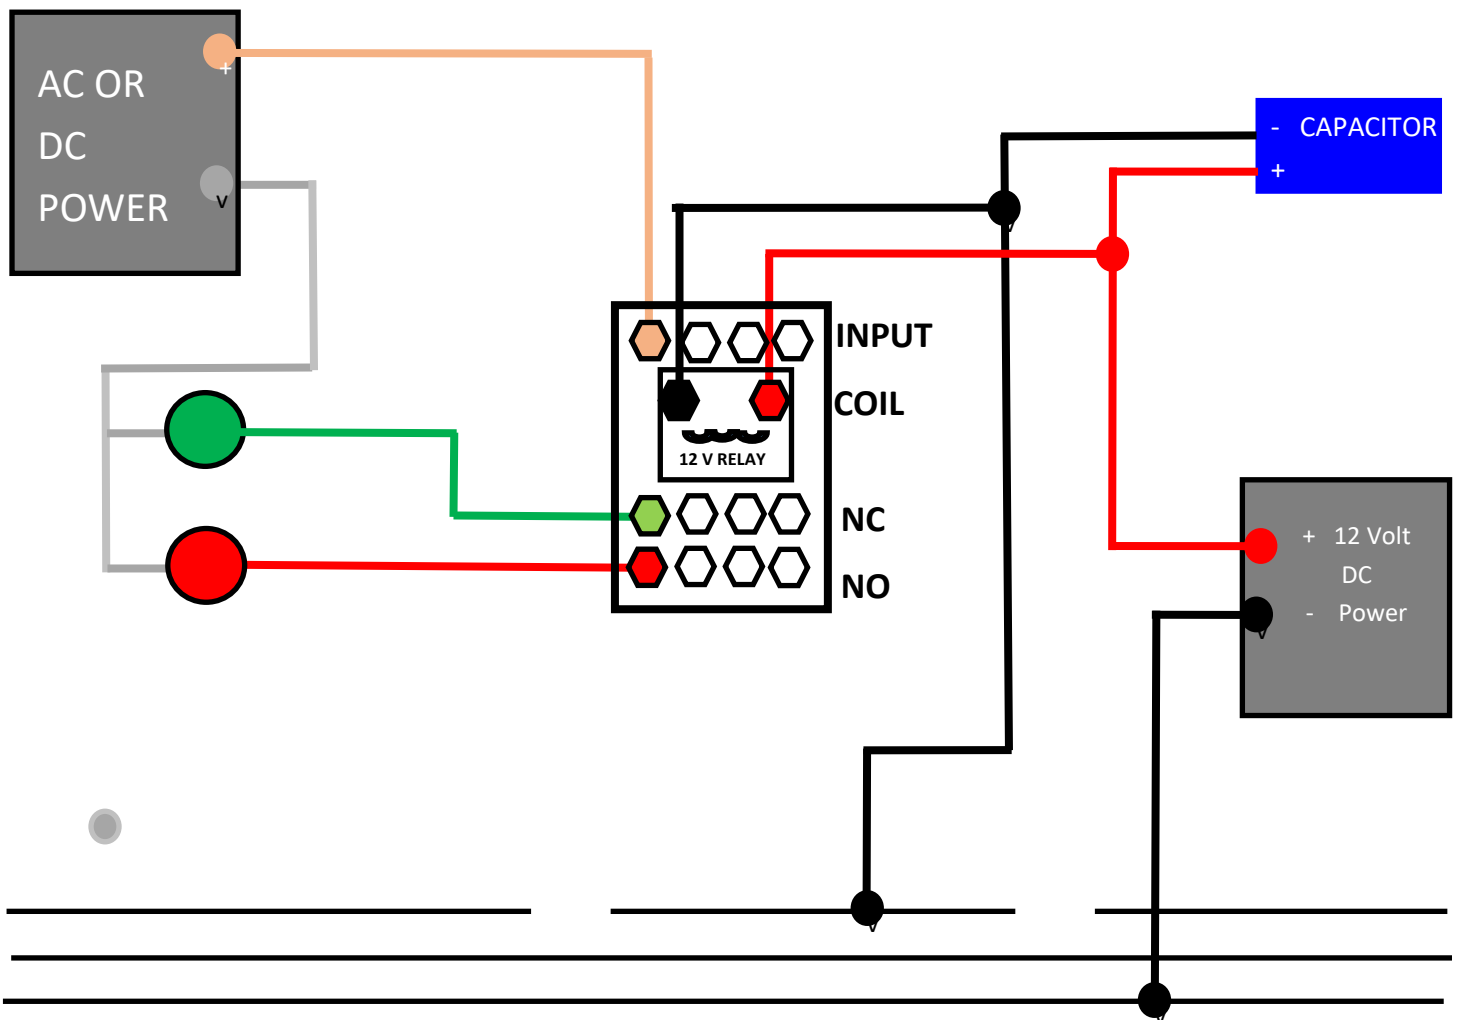 AC OR
DC
POWER
+
v
- CAPACITOR
+
v
INPUT
COIL
12 V RELAY
NC
NO
+ 12 Volt
DC
- Power
v
v
v